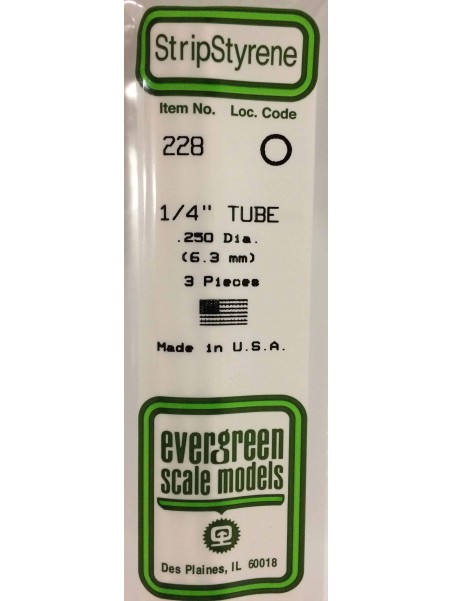 StripStyrene
Item No. Loc. Code
228
1/4" TUBE
.250 Dia.
(6.3 mm)
3 Pieces
Made in U.S.A.
evergreen
scale models
Des Plaines, IL 60018